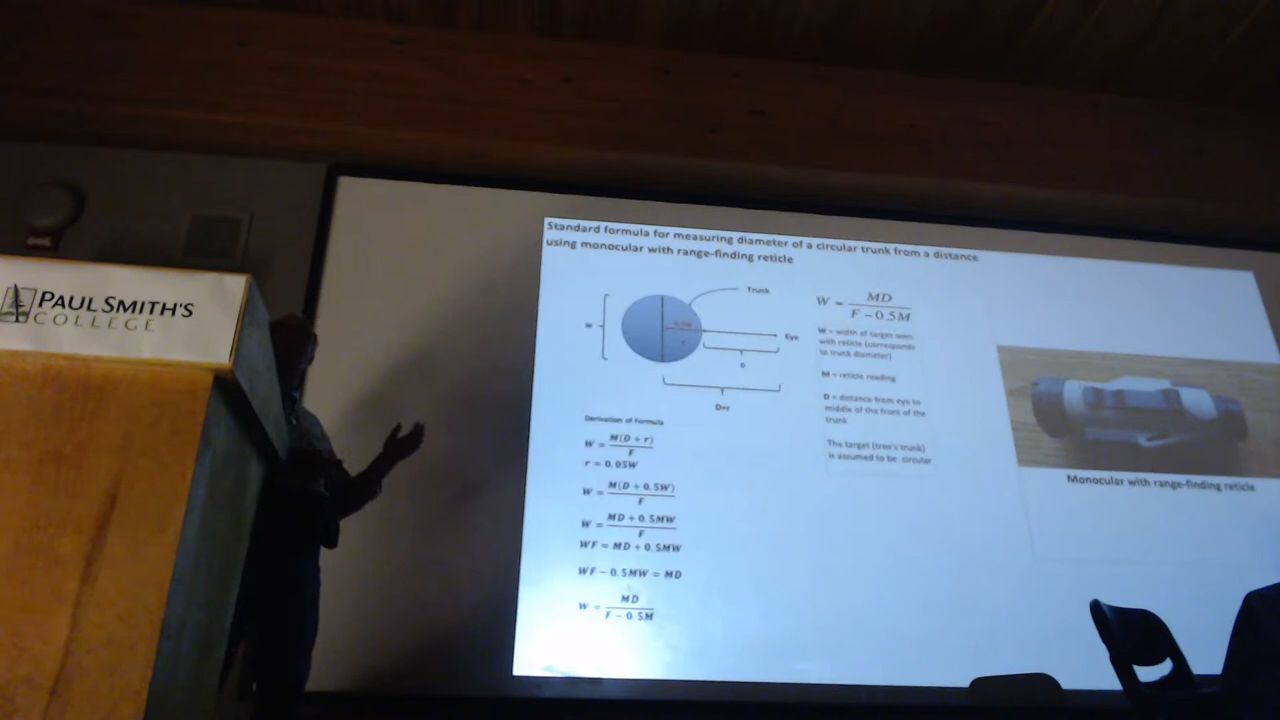 PAUL SMITH'S
COLLEGE
Standard formula for measuring diameter of a circular trunk from a distance
using monocular with range-finding reticle
Trunk
W
0.5W
r
Eye
D
D+r
W = MD / F − 0.5M
W = width of target seen
with reticle (corresponds
to trunk diameter)
M = reticle reading
D = distance from eye to
middle of the front of the
trunk
The target (tree's trunk)
is assumed to be circular
Derivation of Formula
W = M(D + r) / F
r = 0.05W
W = M(D + 0.5W) / F
W = MD + 0.5MW / F
WF = MD + 0.5MW
WF − 0.5MW = MD
W = MD / F − 0.5M
Monocular with range-finding reticle